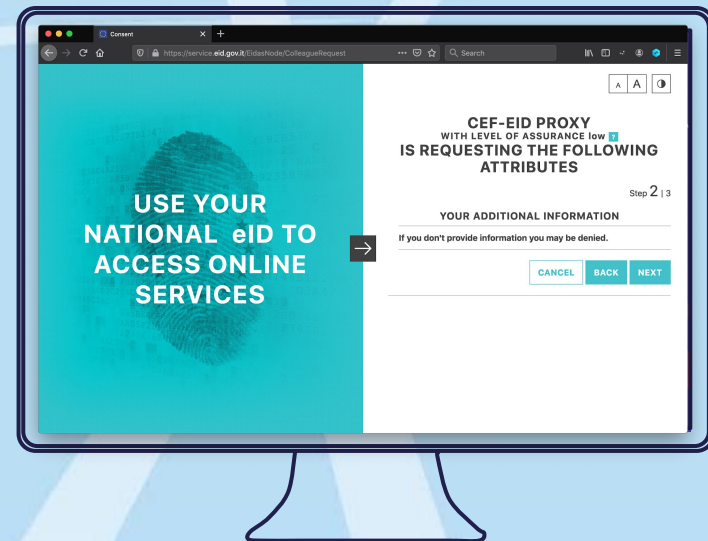 Consent
https://service.eid.gov.it/EidasNode/ColleagueRequest
Search
A A
USE YOUR
NATIONAL eID TO
ACCESS ONLINE
SERVICES
CEF-EID PROXY
WITH LEVEL OF ASSURANCE low ?
IS REQUESTING THE FOLLOWING
ATTRIBUTES
Step 2 | 3
YOUR ADDITIONAL INFORMATION
If you don't provide information you may be denied.
CANCEL BACK NEXT